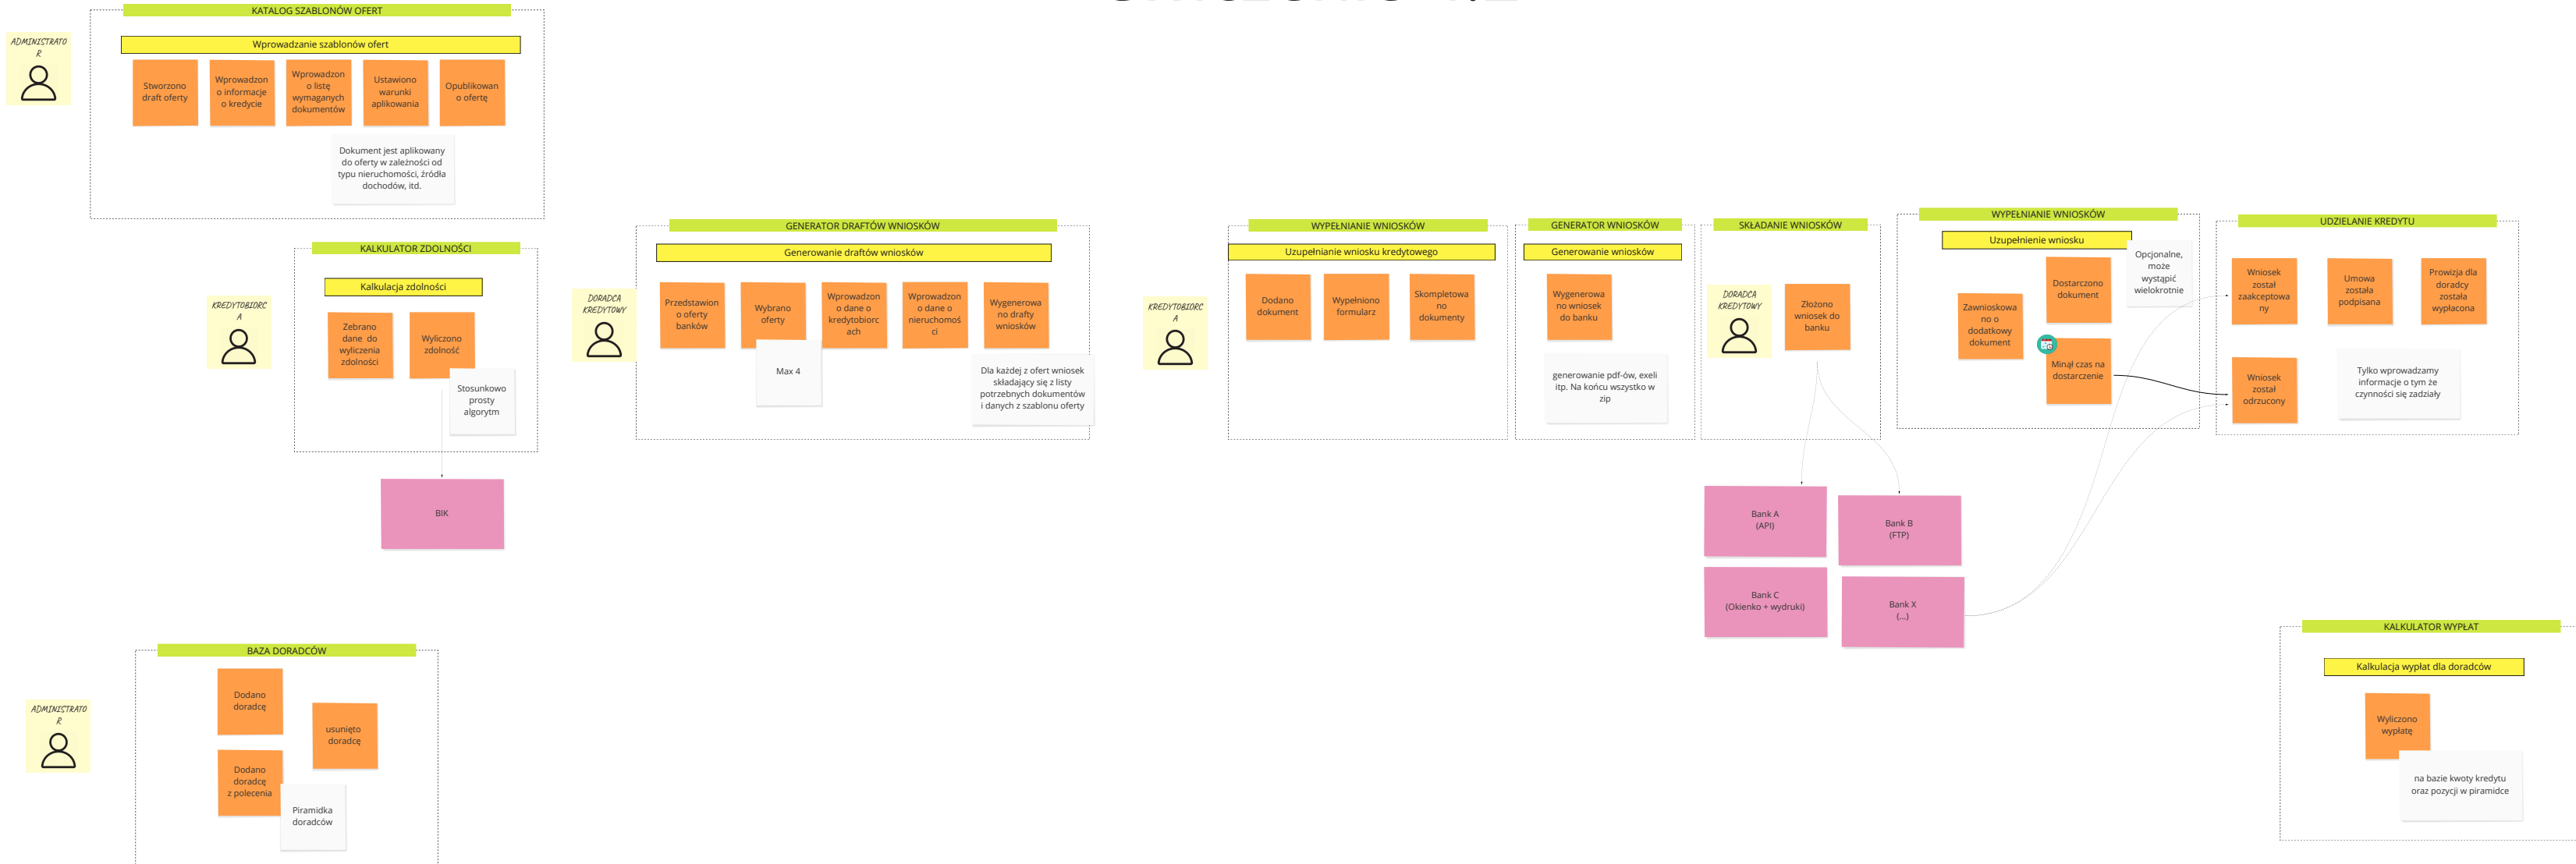 KATALOG SZABLONÓW OFERT
ADMINISTRATO
R
Wprowadzanie szablonów ofert
Stworzono
draft oferty
Wprowadzon
o informacje
o kredycie
Wprowadzon
o listę
wymaganych
dokumentów
Ustawiono
warunki
aplikowania
Opublikowan
o ofertę
Dokument jest aplikowany
do oferty w zależności od
typu nieruchomości, źródła
dochodów, itd.
KALKULATOR ZDOLNOŚCI
Kalkulacja zdolności
KREDYTOBIORC
A
Zebrano
dane do
wyliczenia
zdolności
Wyliczono
zdolność
Stosunkowo
prosty
algorytm
BIK
GENERATOR DRAFTÓW WNIOSKÓW
Generowanie draftów wniosków
DORADCA
KREDYTOWY
Przedstawion
o oferty
banków
Wybrano
oferty
Wprowadzon
o dane o
kredytobiorc
ach
Wprowadzon
o dane o
nieruchomoś
ci
Wygenerowa
no drafty
wniosków
Max 4
Dla każdej z ofert wniosek
składający się z listy
potrzebnych dokumentów
i danych z szablonu oferty
WYPEŁNIANIE WNIOSKÓW
Uzupełnianie wniosku kredytowego
KREDYTOBIORC
A
Dodano
dokument
Wypełniono
formularz
Skompletowa
no
dokumenty
GENERATOR WNIOSKÓW
Generowanie wniosków
Wygenerowa
no wniosek
do banku
generowanie pdf-ów, exeli
itp. Na końcu wszystko w
zip
SKŁADANIE WNIOSKÓW
DORADCA
KREDYTOWY
Złożono
wniosek do
banku
Bank A
(API)
Bank B
(FTP)
Bank C
(Okienko + wydruki)
Bank X
(...)
WYPEŁNIANIE WNIOSKÓW
Uzupełnienie wniosku
Opcjonalne,
może
wystąpić
wielokrotnie
Dostarczono
dokument
Zawnioskowa
no o
dodatkowy
dokument
Minął czas na
dostarczenie
UDZIELANIE KREDYTU
Wniosek
został
zaakceptowa
ny
Umowa
została
podpisana
Prowizja dla
doradcy
została
wypłacona
Wniosek
został
odrzucony
Tylko wprowadzamy
informacje o tym że
czynności się zadziały
BAZA DORADCÓW
ADMINISTRATO
R
Dodano
doradcę
usunięto
doradcę
Dodano
doradcę
z polecenia
Piramidka
doradców
KALKULATOR WYPŁAT
Kalkulacja wypłat dla doradców
Wyliczono
wypłatę
na bazie kwoty kredytu
oraz pozycji w piramidce